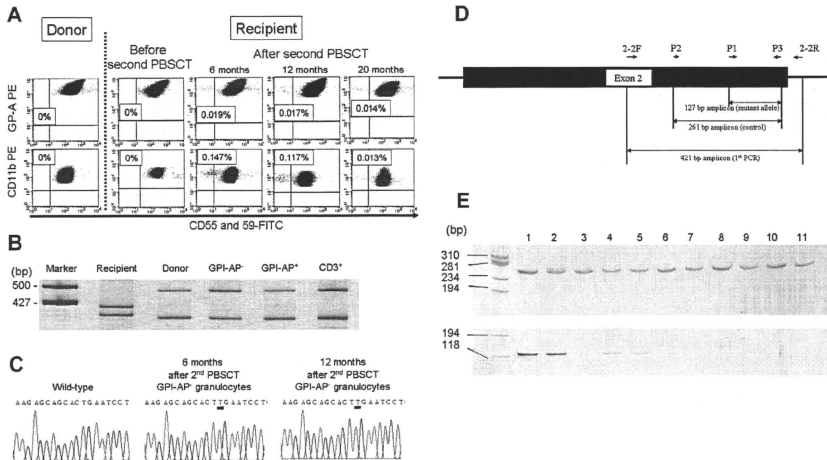 A
Donor
Recipient
Before
second PBSCT
After second PBSCT
6 months
12 months
20 months
GP-A PE
0%
0%
0.019%
0.017%
0.014%
CD11b PE
0%
0%
0.147%
0.117%
0.013%
CD55 and 59-FITC
B
(bp)
Marker
Recipient
Donor
GPI-AP-
GPI-AP+
CD3+
500
427
C
Wild-type
6 months
after 2nd PBSCT
GPI-AP- granulocytes
12 months
after 2nd PBSCT
GPI-AP- granulocytes
AAGAGCAGCACTGAATCCT
AAGAGCAGCACTTGAATCCT
AAGAGCAGCACTTGAATCCT
D
2-2F
P2
P1
P3
2-2R
Exon 2
127 bp amplicon (mutant allele)
261 bp amplicon (control)
421 bp amplicon (1st PCR)
E
(bp)
1 2 3 4 5 6 7 8 9 10 11
310
281
234
194
194
118